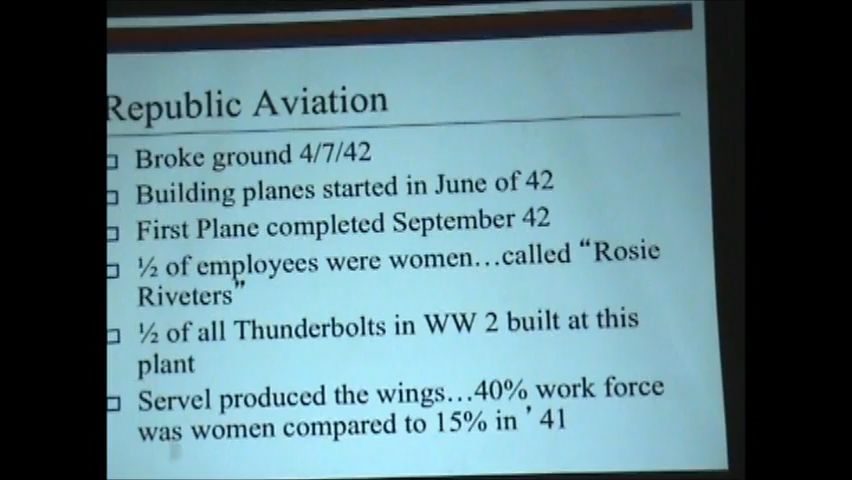 Republic Aviation
Broke ground 4/7/42
Building planes started in June of 42
First Plane completed September 42
½ of employees were women…called “Rosie
Riveters”
½ of all Thunderbolts in WW 2 built at this
plant
Servel produced the wings…40% work force
was women compared to 15% in ’ 41